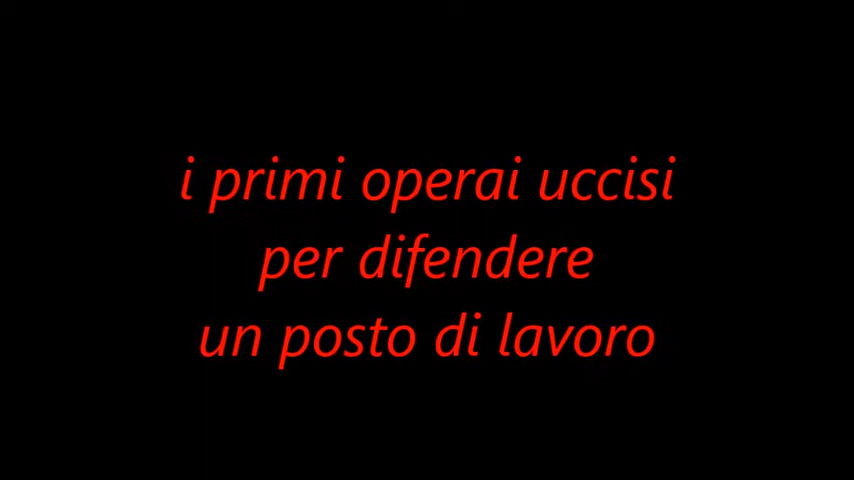 i primi operai uccisi
per difendere
un posto di lavoro